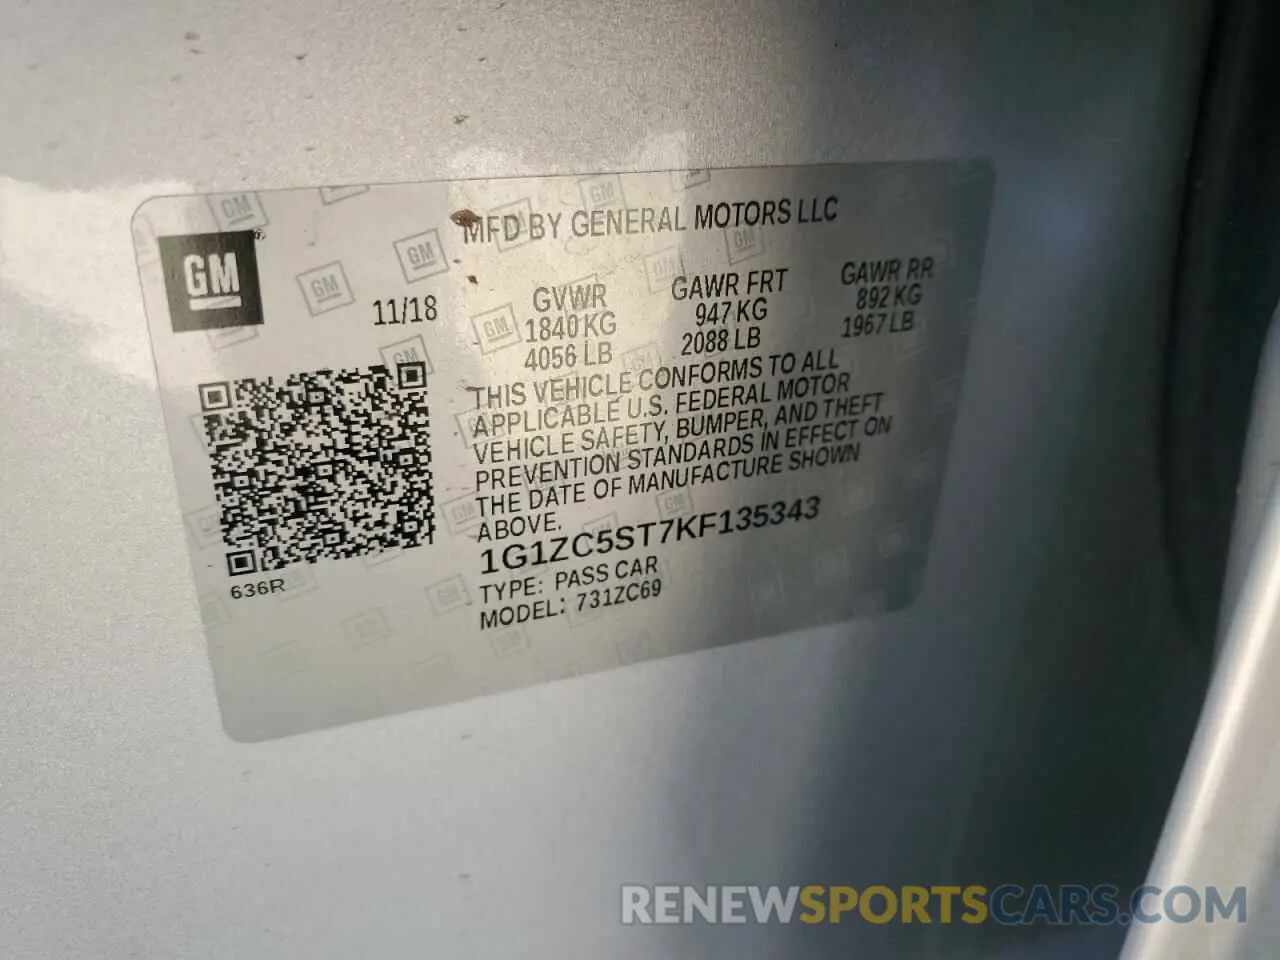 MFD BY GENERAL MOTORS LLC
GM
11/18
GVWR GAWR FRT GAWR RR
1840 KG 947 KG 892 KG
4056 LB 2088 LB 1967 LB
THIS VEHICLE CONFORMS TO ALL
APPLICABLE U.S. FEDERAL MOTOR
VEHICLE SAFETY, BUMPER, AND THEFT
PREVENTION STANDARDS IN EFFECT ON
THE DATE OF MANUFACTURE SHOWN
ABOVE.
1G1ZC5ST7KF135343
TYPE: PASS CAR
MODEL: 731ZC69
636R
RENEWSPORTSCARS.COM